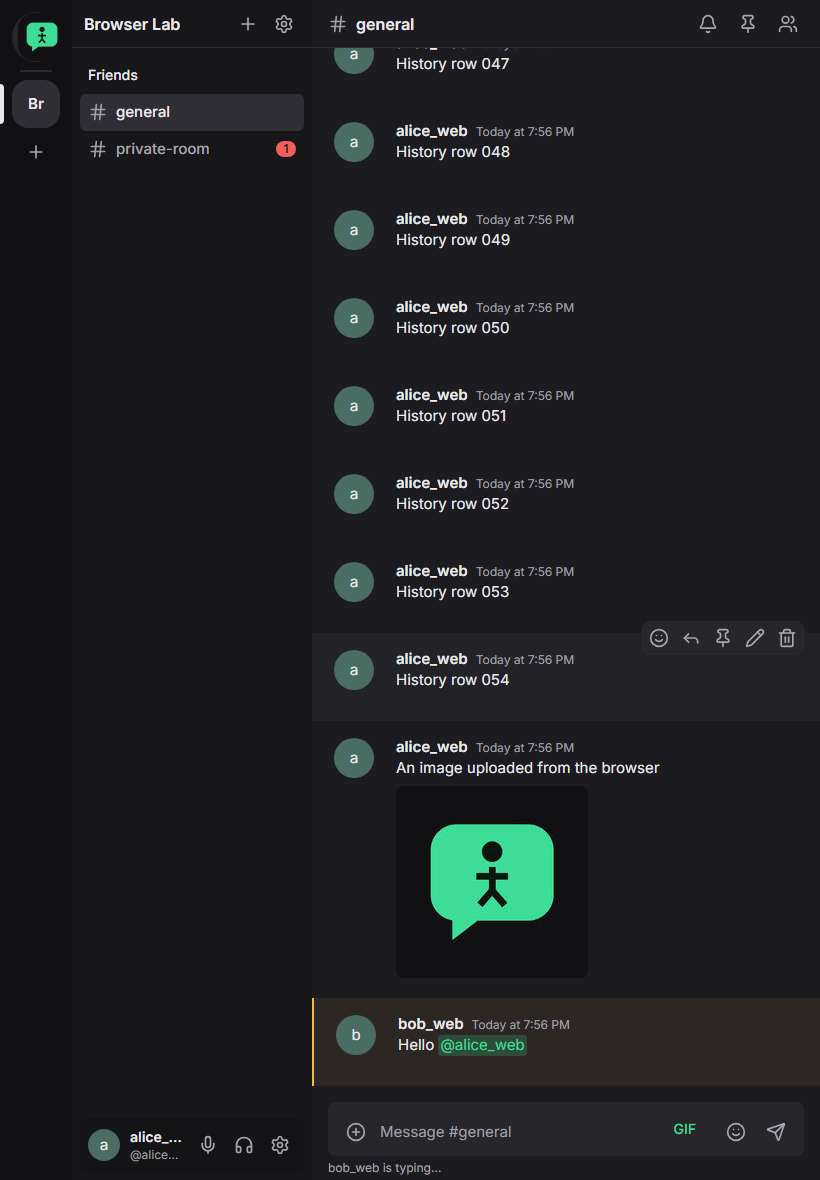 Browser Lab
Friends
Br
general
private-room
1
general
History row 047
a
alice_web Today at 7:56 PM
History row 048
a
alice_web Today at 7:56 PM
History row 049
a
alice_web Today at 7:56 PM
History row 050
a
alice_web Today at 7:56 PM
History row 051
a
alice_web Today at 7:56 PM
History row 052
a
alice_web Today at 7:56 PM
History row 053
a
alice_web Today at 7:56 PM
History row 054
a
alice_web Today at 7:56 PM
An image uploaded from the browser
a
bob_web Today at 7:56 PM
Hello @alice_web
b
Message #general
GIF
bob_web is typing...
a
alice_...
@alice...